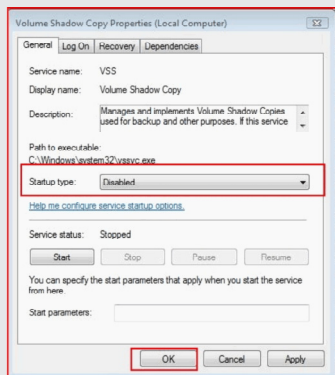 Volume Shadow Copy Properties (Local Computer)
General Log On Recovery Dependencies
Service name: VSS
Display name: Volume Shadow Copy
Description: Manages and implements Volume Shadow Copies
used for backup and other purposes. If this service
Path to executable:
C:\Windows\system32\vssvc.exe
Startup type: Disabled
Help me configure service startup options.
Service status: Stopped
Start Stop Pause Resume
You can specify the start parameters that apply when you start the service
from here.
Start parameters:
OK Cancel Apply